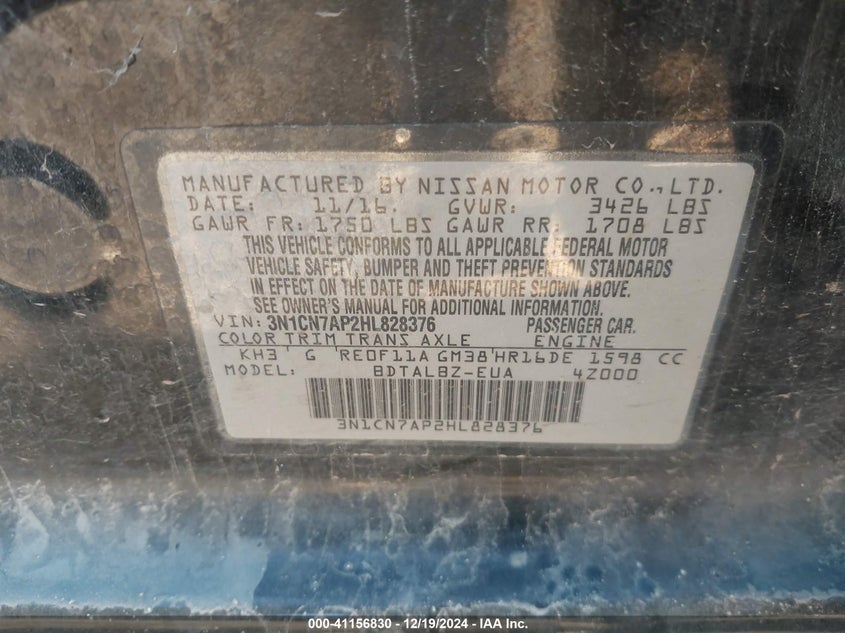 MANUFACTURED BY NISSAN MOTOR CO.,LTD.
DATE: 11/16. GVWR: 3426 LBS
GAWR FR: 1750 LBS GAWR RR: 1708 LBS
THIS VEHICLE CONFORMS TO ALL APPLICABLE FEDERAL MOTOR
VEHICLE SAFETY, BUMPER AND THEFT PREVENTION STANDARDS
IN EFFECT ON THE DATE OF MANUFACTURE SHOWN ABOVE.
SEE OWNER'S MANUAL FOR ADDITIONAL INFORMATION.
VIN: 3N1CN7AP2HL828376 PASSENGER CAR.
COLOR TRIM TRANS AXLE ENGINE
KH3 G RE0F11A GM38 HR16DE 1598 CC
MODEL: BDTALBZ-EUA 4Z000
3N1CN7AP2HL828376
000-41156830 - 12/19/2024 - IAA Inc.